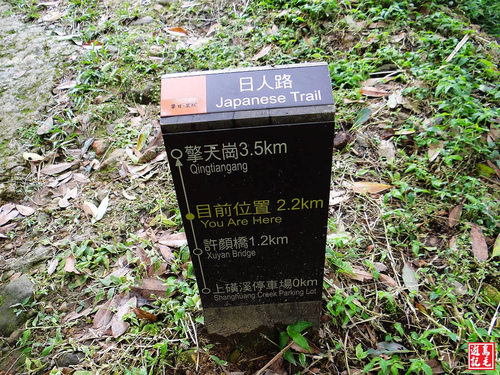 日人路
Japanese Trail
擎天崗3.5km
Qingtiangang
目前位置 2.2km
You Are Here
許顏橋1.2km
Xuyan Bridge
上磺溪停車場0km
Shanghuang Creek Parking Lot